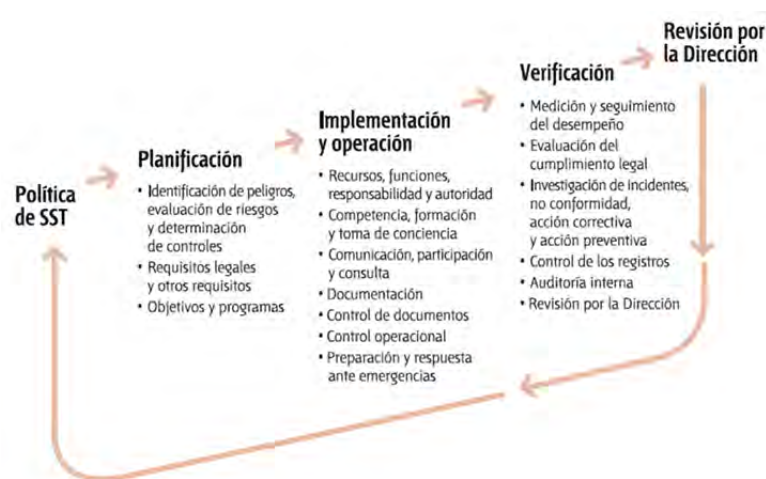 Política
de SST
Planificación
• Identificación de peligros,
evaluación de riesgos
y determinación
de controles
• Requisitos legales
y otros requisitos
• Objetivos y programas
Implementación
y operación
• Recursos, funciones,
responsabilidad y autoridad
• Competencia, formación
y toma de conciencia
• Comunicación, participación
y consulta
• Documentación
• Control de documentos
• Control operacional
• Preparación y respuesta
ante emergencias
Verificación
• Medición y seguimiento
del desempeño
• Evaluación del
cumplimiento legal
• Investigación de incidentes,
no conformidad,
acción correctiva
y acción preventiva
• Control de los registros
• Auditoría interna
• Revisión por la Dirección
Revisión por
la Dirección